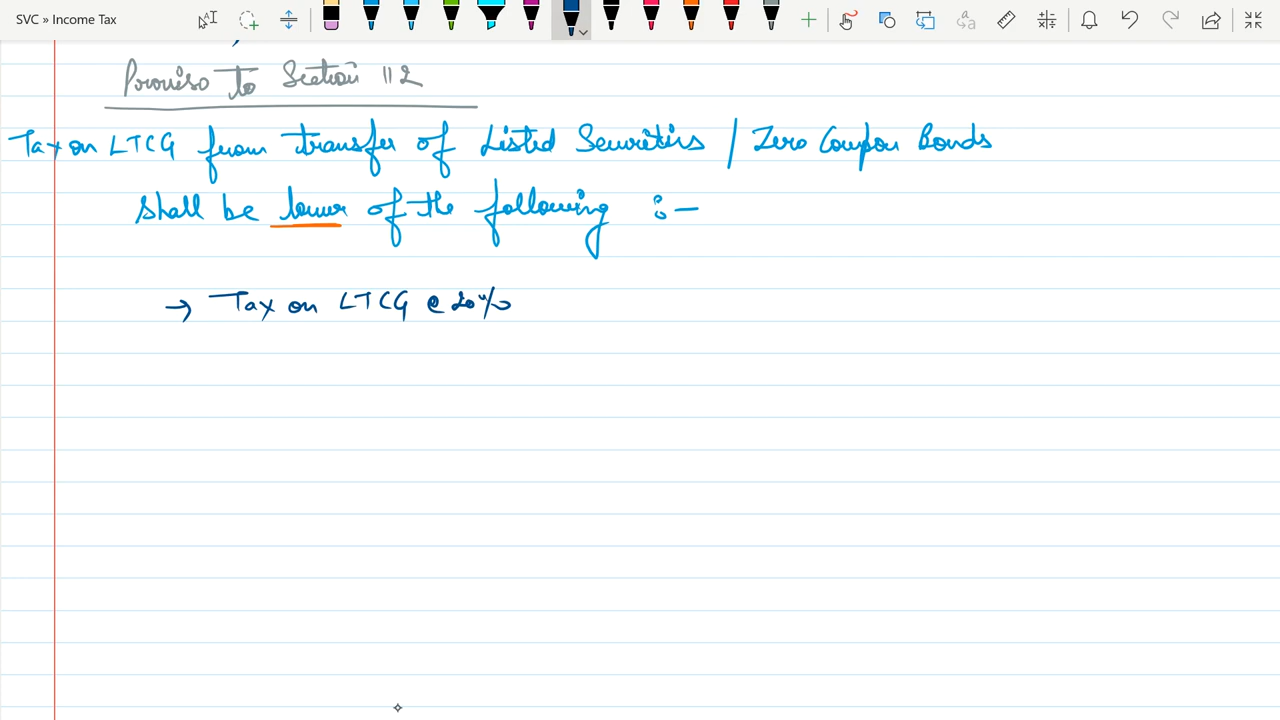 SVC » Income Tax
Proviso to Section 112
Tax on LTCG from transfer of Listed Securities / Zero Coupon Bonds
shall be lower of the following :-
→ Tax on LTCG @ 20%